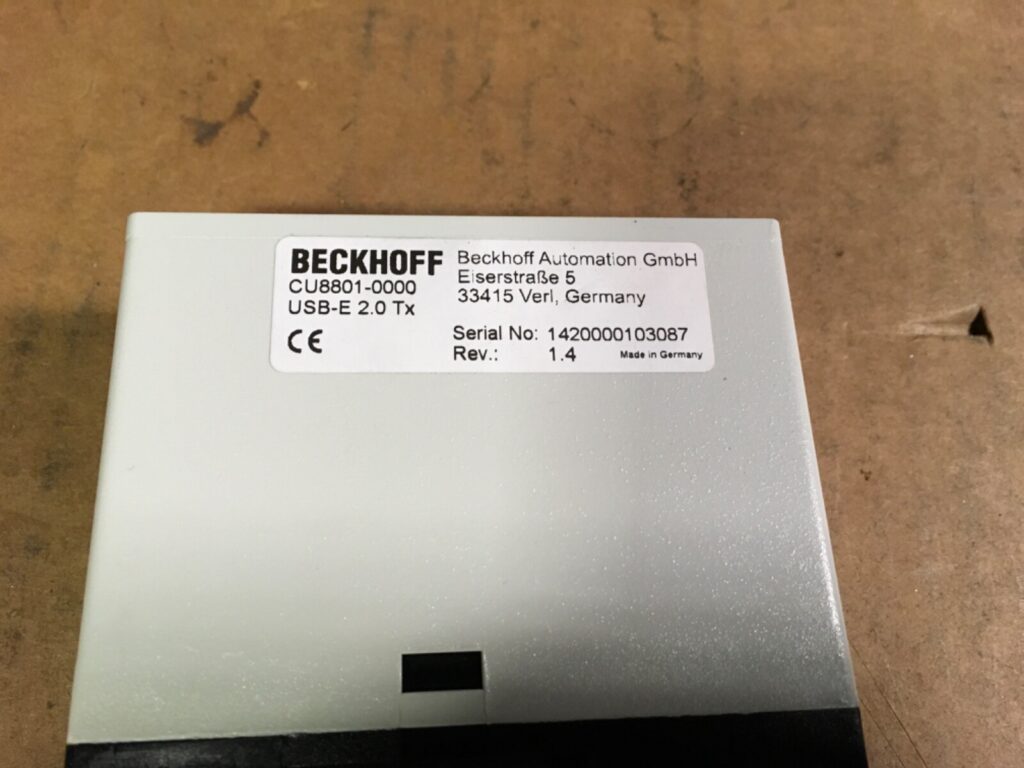 BECKHOFF
CU8801-0000
USB-E 2.0 Tx
CE
Beckhoff Automation GmbH
Eiserstraße 5
33415 Verl, Germany
Serial No: 1420000103087
Rev.: 1.4 Made in Germany